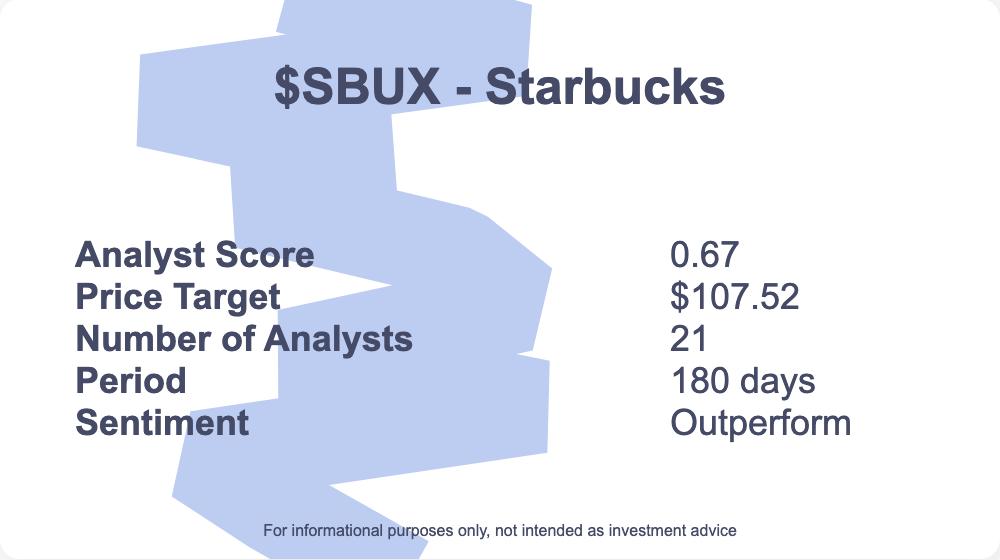 $SBUX - Starbucks
Analyst Score 0.67
Price Target $107.52
Number of Analysts 21
Period 180 days
Sentiment Outperform
For informational purposes only, not intended as investment advice